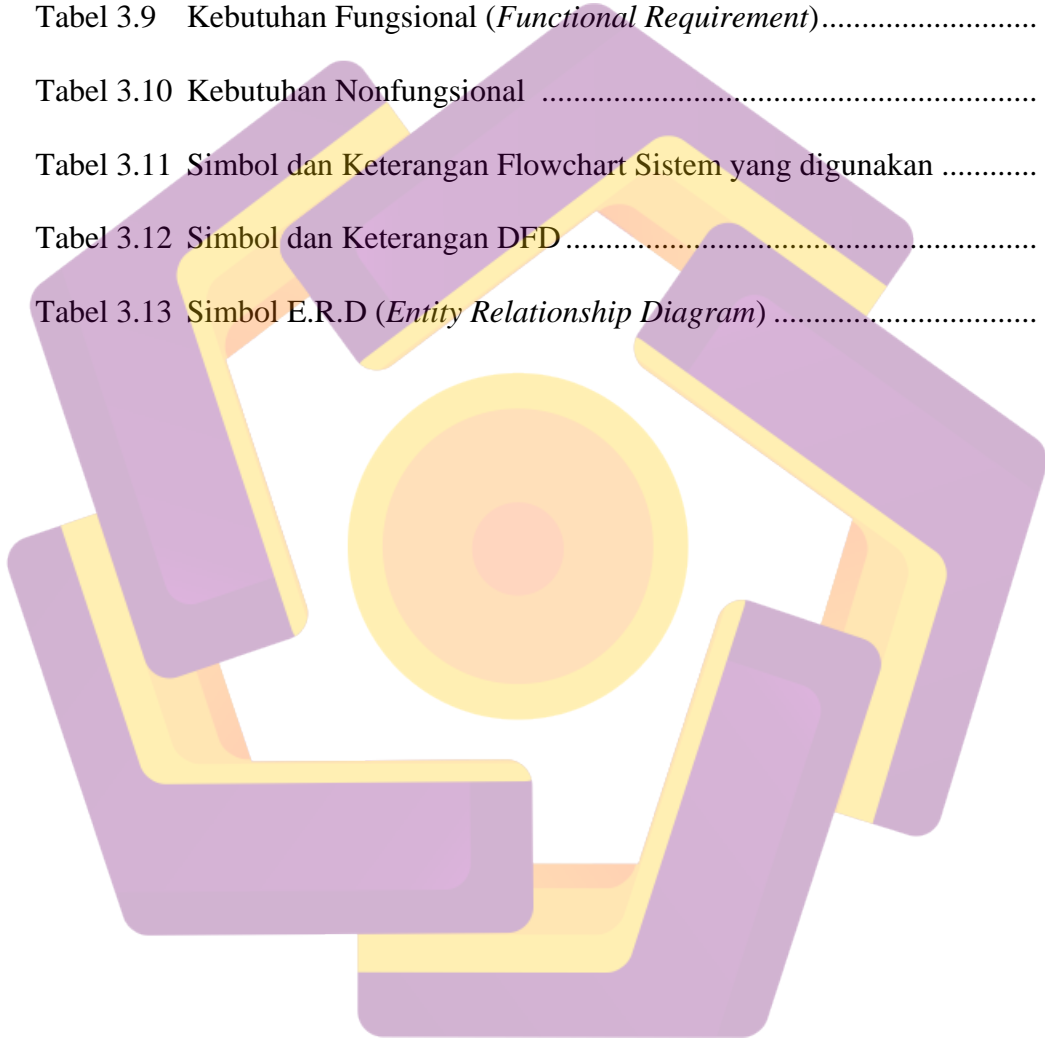 Tabel 3.9 Kebutuhan Fungsional (Functional Requirement)...........................
Tabel 3.10 Kebutuhan Nonfungsional ..............................................................
Tabel 3.11 Simbol dan Keterangan Flowchart Sistem yang digunakan ............
Tabel 3.12 Simbol dan Keterangan DFD...........................................................
Tabel 3.13 Simbol E.R.D (Entity Relationship Diagram) .................................